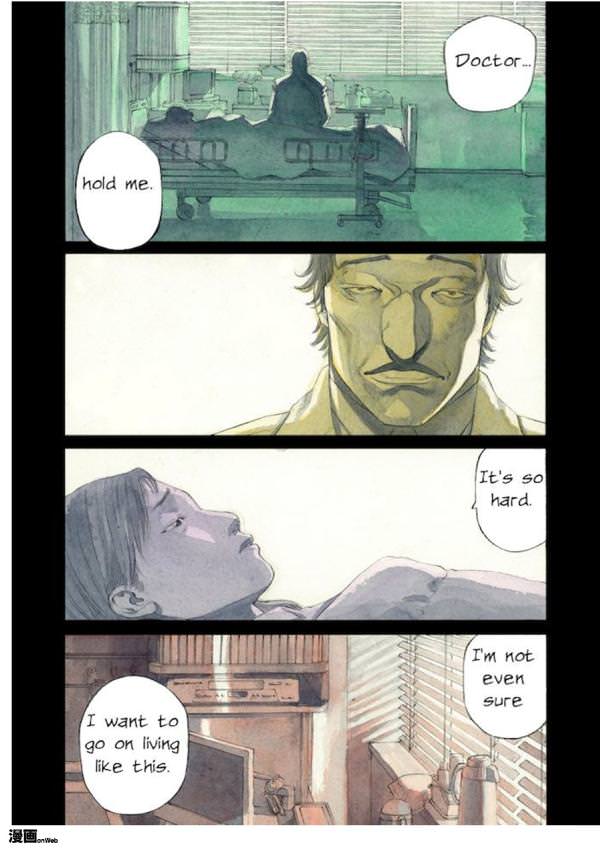 Doctor...
hold me.
It's so
hard.
I'm not
even
sure
I want to
go on living
like this.
漫画onWeb